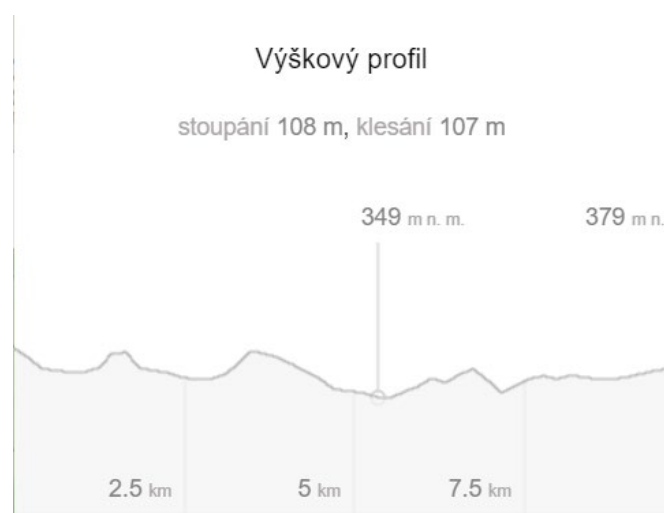 Výškový profil
stoupání 108 m, klesání 107 m
349 m n. m. 379 m n.
2.5 km 5 km 7.5 km